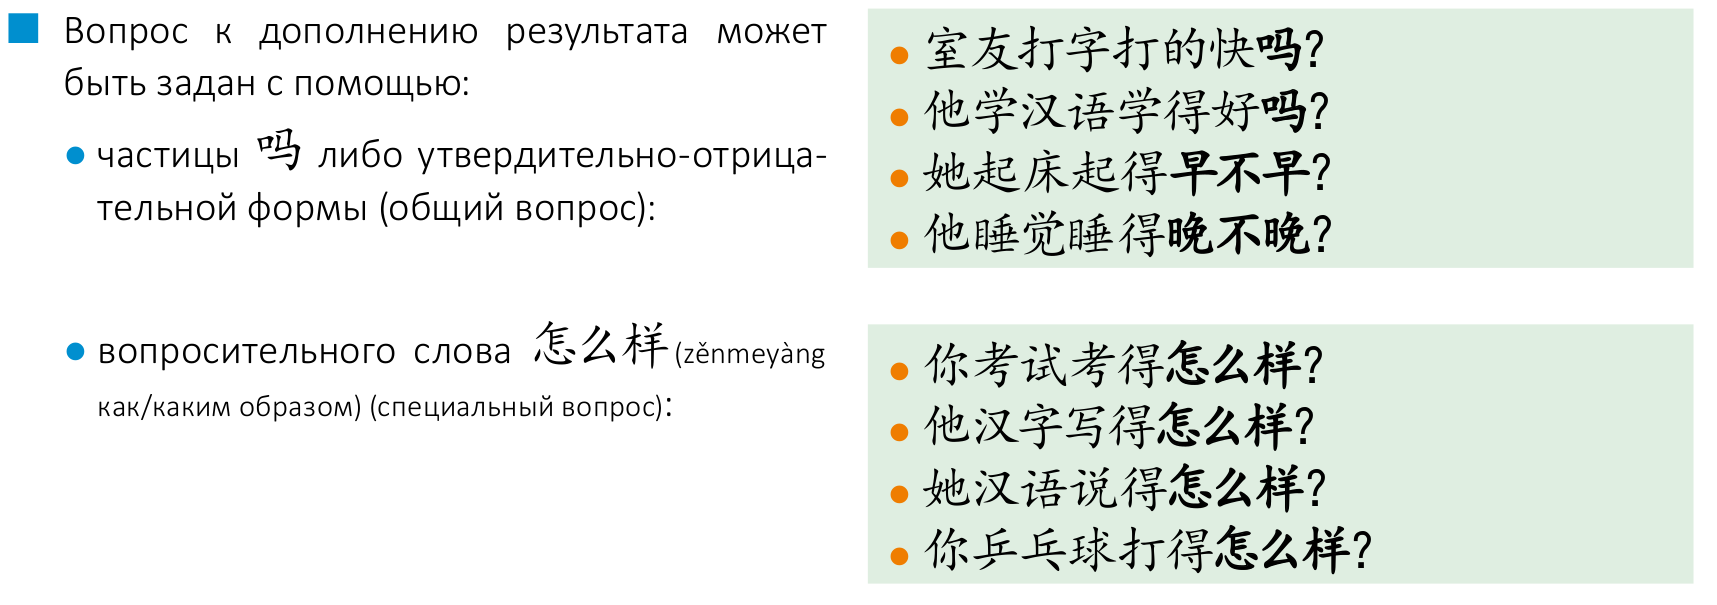 Вопрос к дополнению результата может
быть задан с помощью:
частицы 吗 либо утвердительно-отрица-
тельной формы (общий вопрос):
室友打字打的快吗?
他学汉语学得好吗?
她起床起得早不早?
他睡觉睡得晚不晚?
вопросительного слова 怎么样 (zěnmeyàng
как/каким образом) (специальный вопрос):
你考试考得怎么样?
他汉字写得怎么样?
她汉语说得怎么样?
你乒乓球打得怎么样?